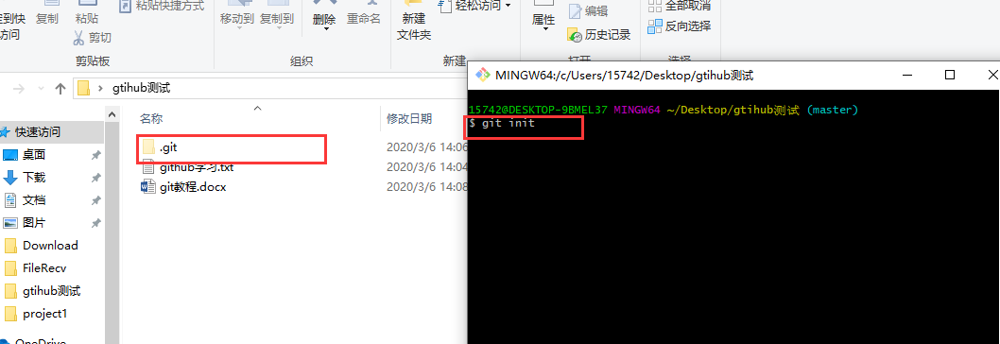 粘贴快捷方式
全部取消
轻松访问
编辑
复制
粘贴
移动到 复制到
删除 重命名
新建
属性
反向选择
访问
剪切
文件夹
历史记录
剪贴板
组织
新建
打开
选择
MINGW64:/c/Users/15742/Desktop/gtihub测试
gtihub测试
15742@DESKTOP-9BMEL37 MINGW64 ~/Desktop/gtihub测试 (master)
$ git init
名称
修改日期
快速访问
桌面
下载
文档
图片
Download
FileRecv
gtihub测试
project1
OneDrive
.git
2020/3/6 14:06
github学习.txt
2020/3/6 14:04
git教程.docx
2020/3/6 14:08